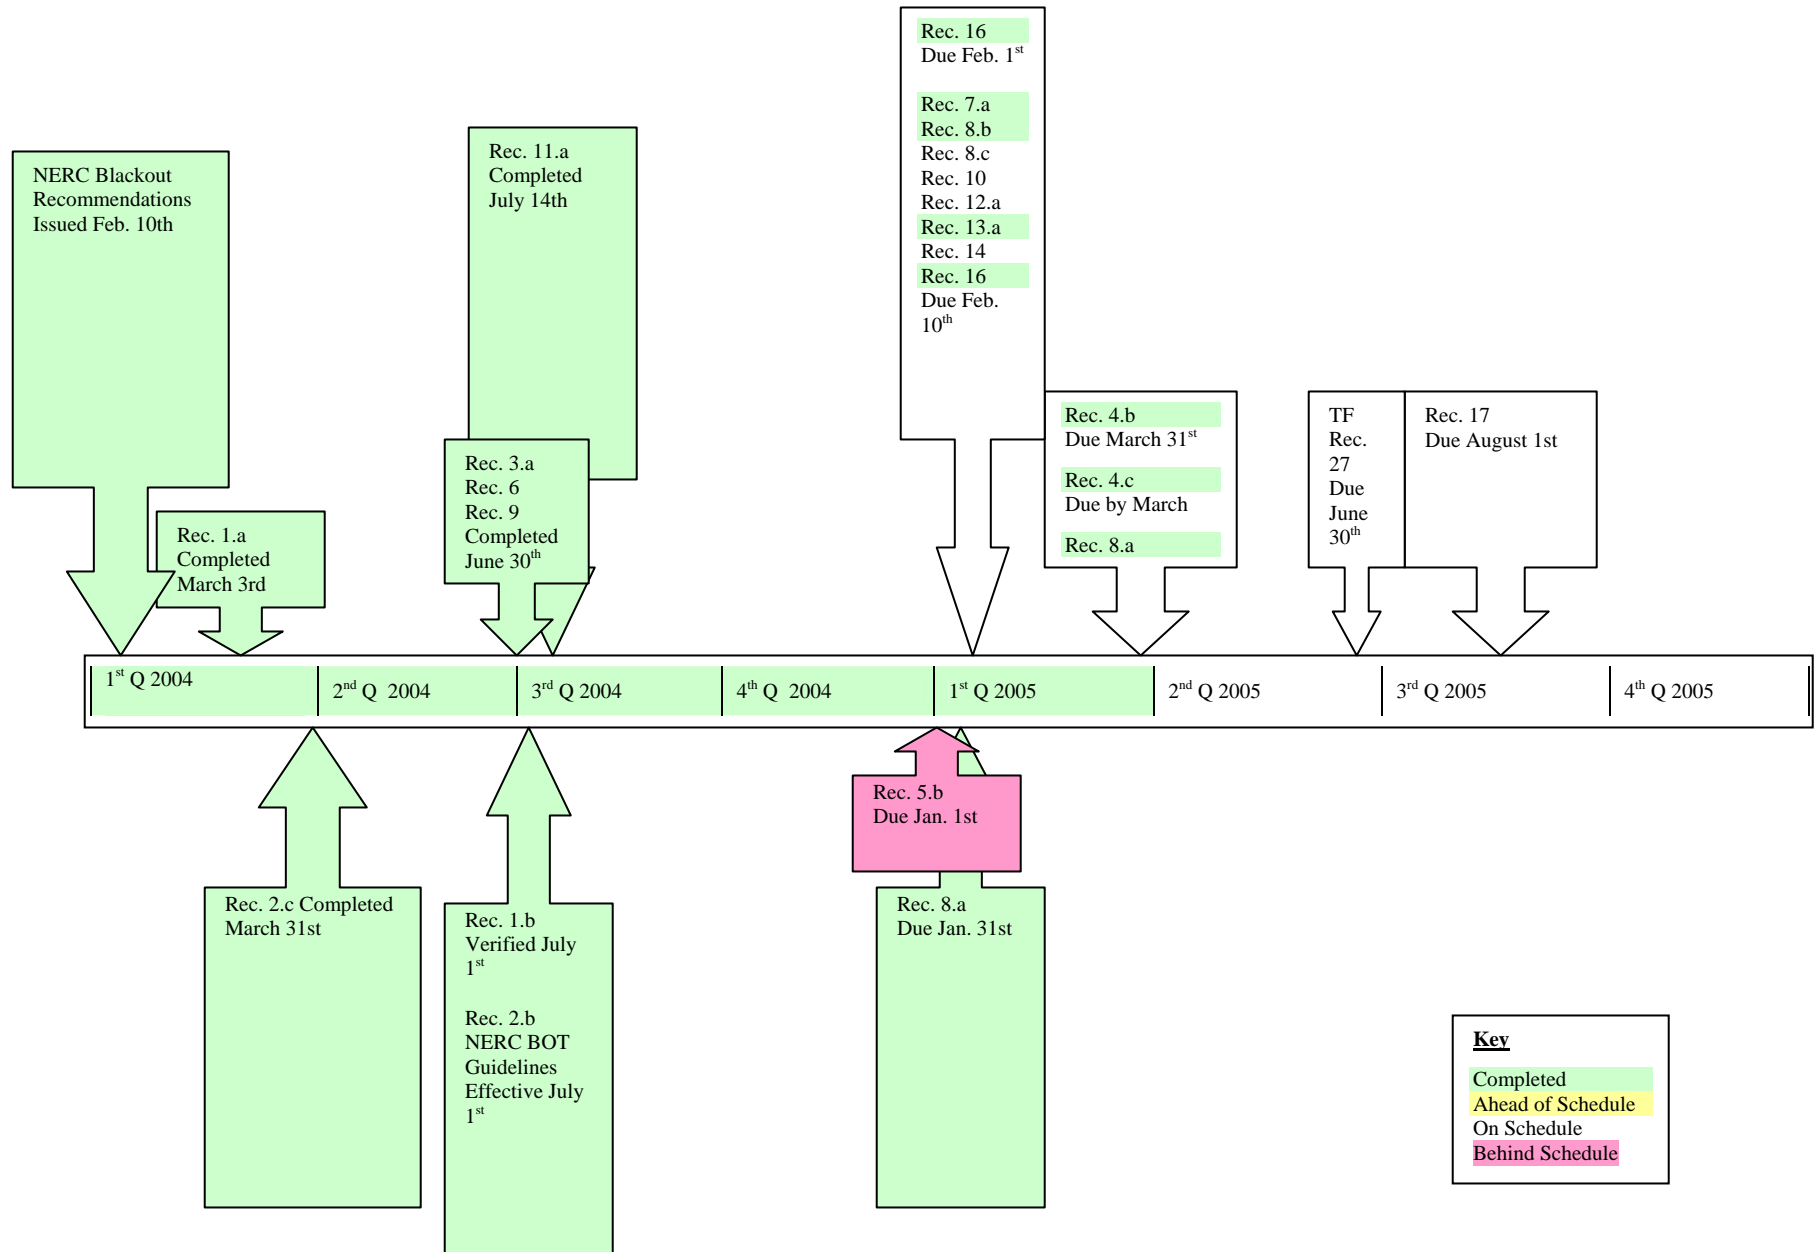 NERC Blackout
Recommendations
Issued Feb. 10th
Rec. 1.a
Completed
March 3rd
Rec. 11.a
Completed
July 14th
Rec. 3.a
Rec. 6
Rec. 9
Completed
June 30th
Rec. 16
Due Feb. 1st
Rec. 7.a
Rec. 8.b
Rec. 8.c
Rec. 10
Rec. 12.a
Rec. 13.a
Rec. 14
Rec. 16
Due Feb.
10th
Rec. 4.b
Due March 31st
Rec. 4.c
Due by March
Rec. 8.a
TF
Rec.
27
Due
June
30th
Rec. 17
Due August 1st
1st Q 2004
2nd Q 2004
3rd Q 2004
4th Q 2004
1st Q 2005
2nd Q 2005
3rd Q 2005
4th Q 2005
Rec. 2.c Completed
March 31st
Rec. 1.b
Verified July
1st
Rec. 2.b
NERC BOT
Guidelines
Effective July
1st
Rec. 5.b
Due Jan. 1st
Rec. 8.a
Due Jan. 31st
Key
Completed
Ahead of Schedule
On Schedule
Behind Schedule